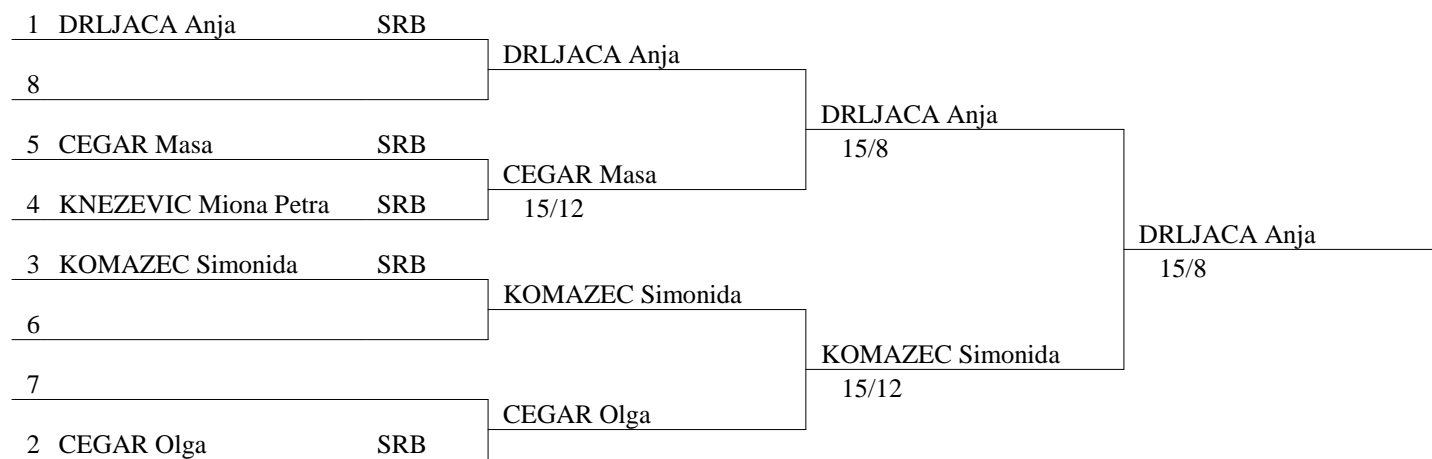 1 DRLJACA Anja SRB
DRLJACA Anja
8
DRLJACA Anja
15/8
5 CEGAR Masa SRB
CEGAR Masa
15/12
4 KNEZEVIC Miona Petra SRB
DRLJACA Anja
15/8
3 KOMAZEC Simonida SRB
KOMAZEC Simonida
6
KOMAZEC Simonida
15/12
7
CEGAR Olga
2 CEGAR Olga SRB